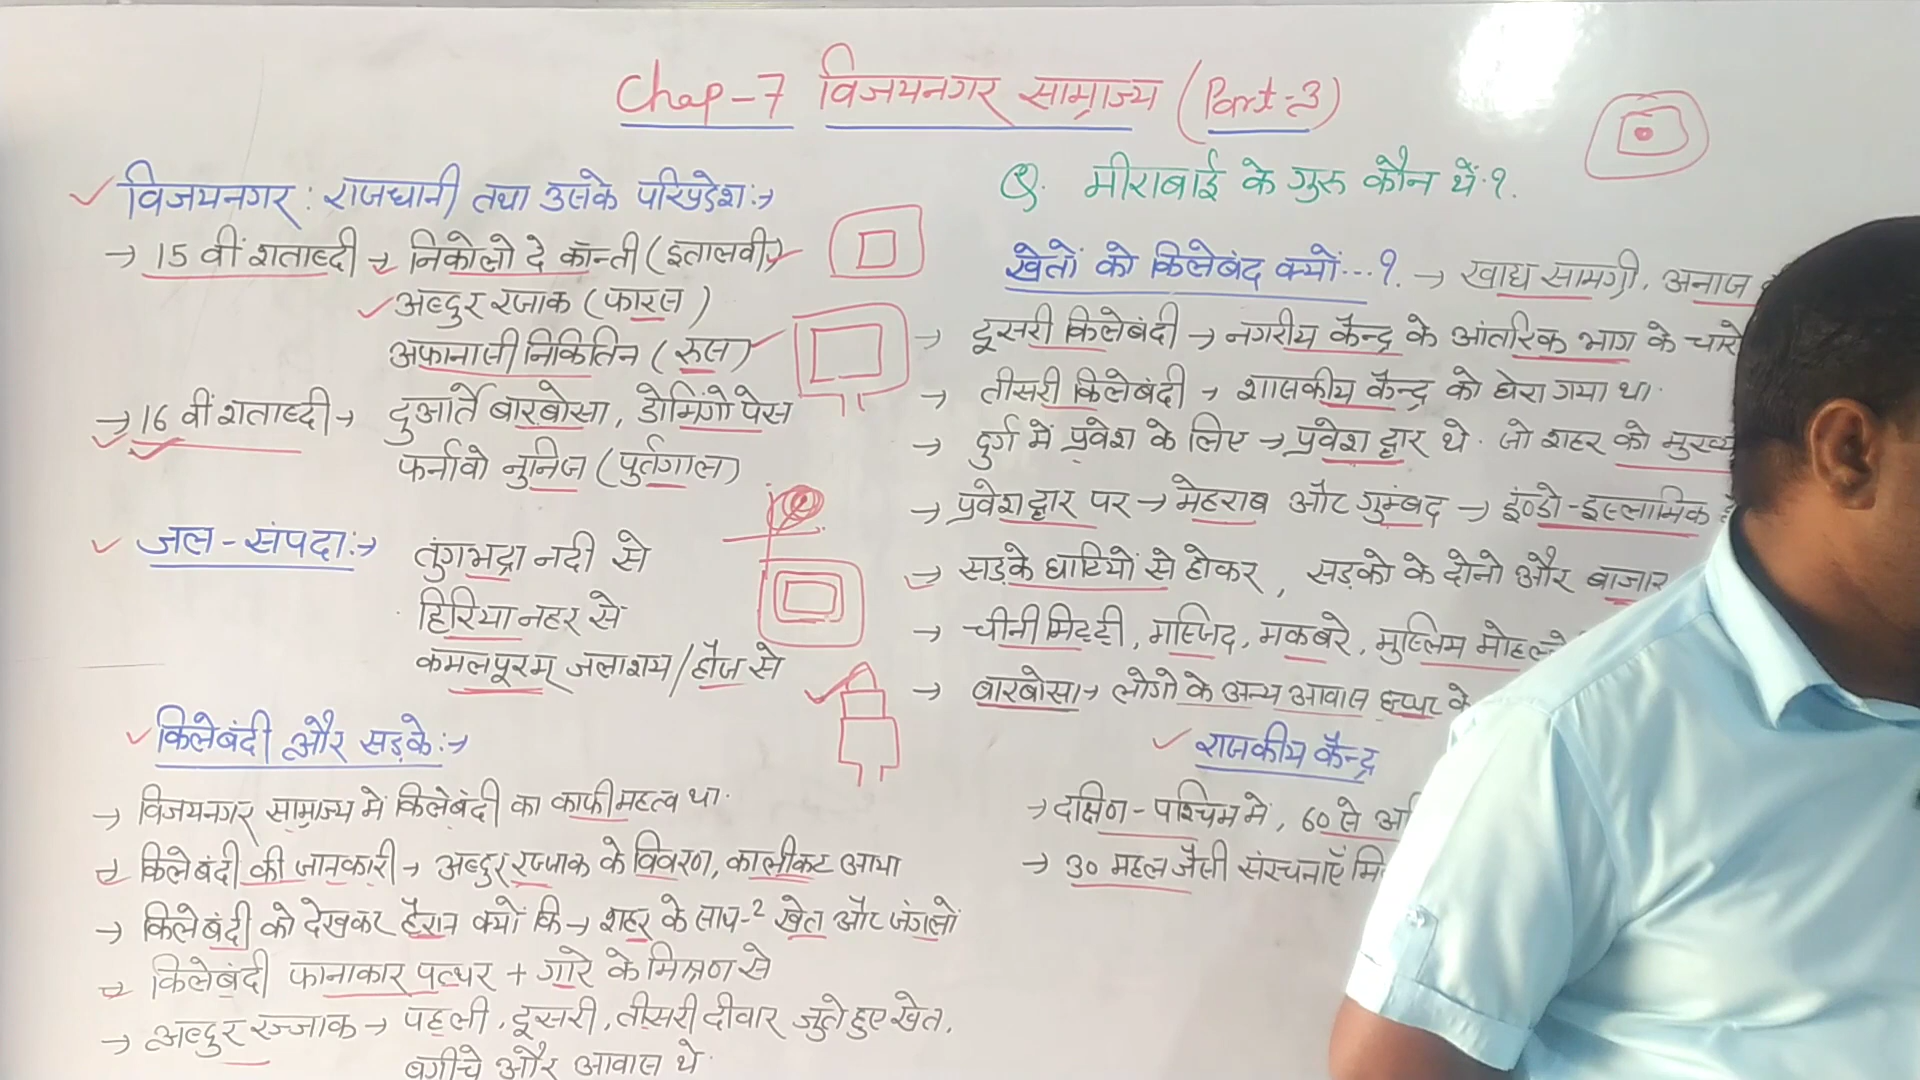 Chap-7 विजयनगर साम्राज्य (Part-3)
विजयनगर : राजधानी तथा उसके परिप्रदेश :→
→ 15 वीं शताब्दी → निकोलो दे कॉन्ती (इतालवी)
अब्दुर रजाक (फारस)
अफानासी निकितिन (रूस)
→ 16 वीं शताब्दी → दुआर्ते बारबोसा, डोमिंगो पेस
फर्नावो नुनिज (पुर्तगाल)
जल-संपदा :→ तुंगभद्रा नदी से
हिरिया नहर से
कमलपूरम् जलाशय/हौज से
किलेबंदी और सड़के :→
→ विजयनगर साम्राज्य में किलेबंदी का काफी महत्व था.
→ किलेबंदी की जानकारी → अब्दुर रज्जाक के विवरण, कालीकट आया
→ किलेबंदी को देखकर हैरान क्यों कि → शहर के साथ-2 खेत और जंगलों
→ किलेबंदी फानाकार पत्थर + गारे के मिश्रण से
→ अब्दुर रज्जाक → पहली, दूसरी, तीसरी दीवार जुते हुए खेत,
बगीचे और आवास थे.
Q. मीराबाई के गुरु कौन थें.?.
खेतों को किलेबंद क्यों...?. → खाद्य सामग्री, अनाज
→ दूसरी किलेबंदी → नगरीय केन्द्र के आंतरिक भाग के चारो
→ तीसरी किलेबंदी → शासकीय केन्द्र को घेरा गया था.
→ दुर्ग में प्रवेश के लिए → प्रवेश द्वार थे. जो शहर को मुख्य
→ प्रवेश द्वार पर → मेहराब और गुम्बंद → इंण्डो-इस्लामिक
→ सड़के घाटियों से होकर, सड़को के दोनो और बाजार
→ चीनी मिट्टी, मस्जिद, मकबरे, मुस्लिम मोहल्ले
→ बारबोसा → लोगो के अन्य आवास छप्पर के
राजकीय केन्द्र
→ दक्षिण-पश्चिम में, 60 से
→ 30 महल जैसी संरचनाएँ